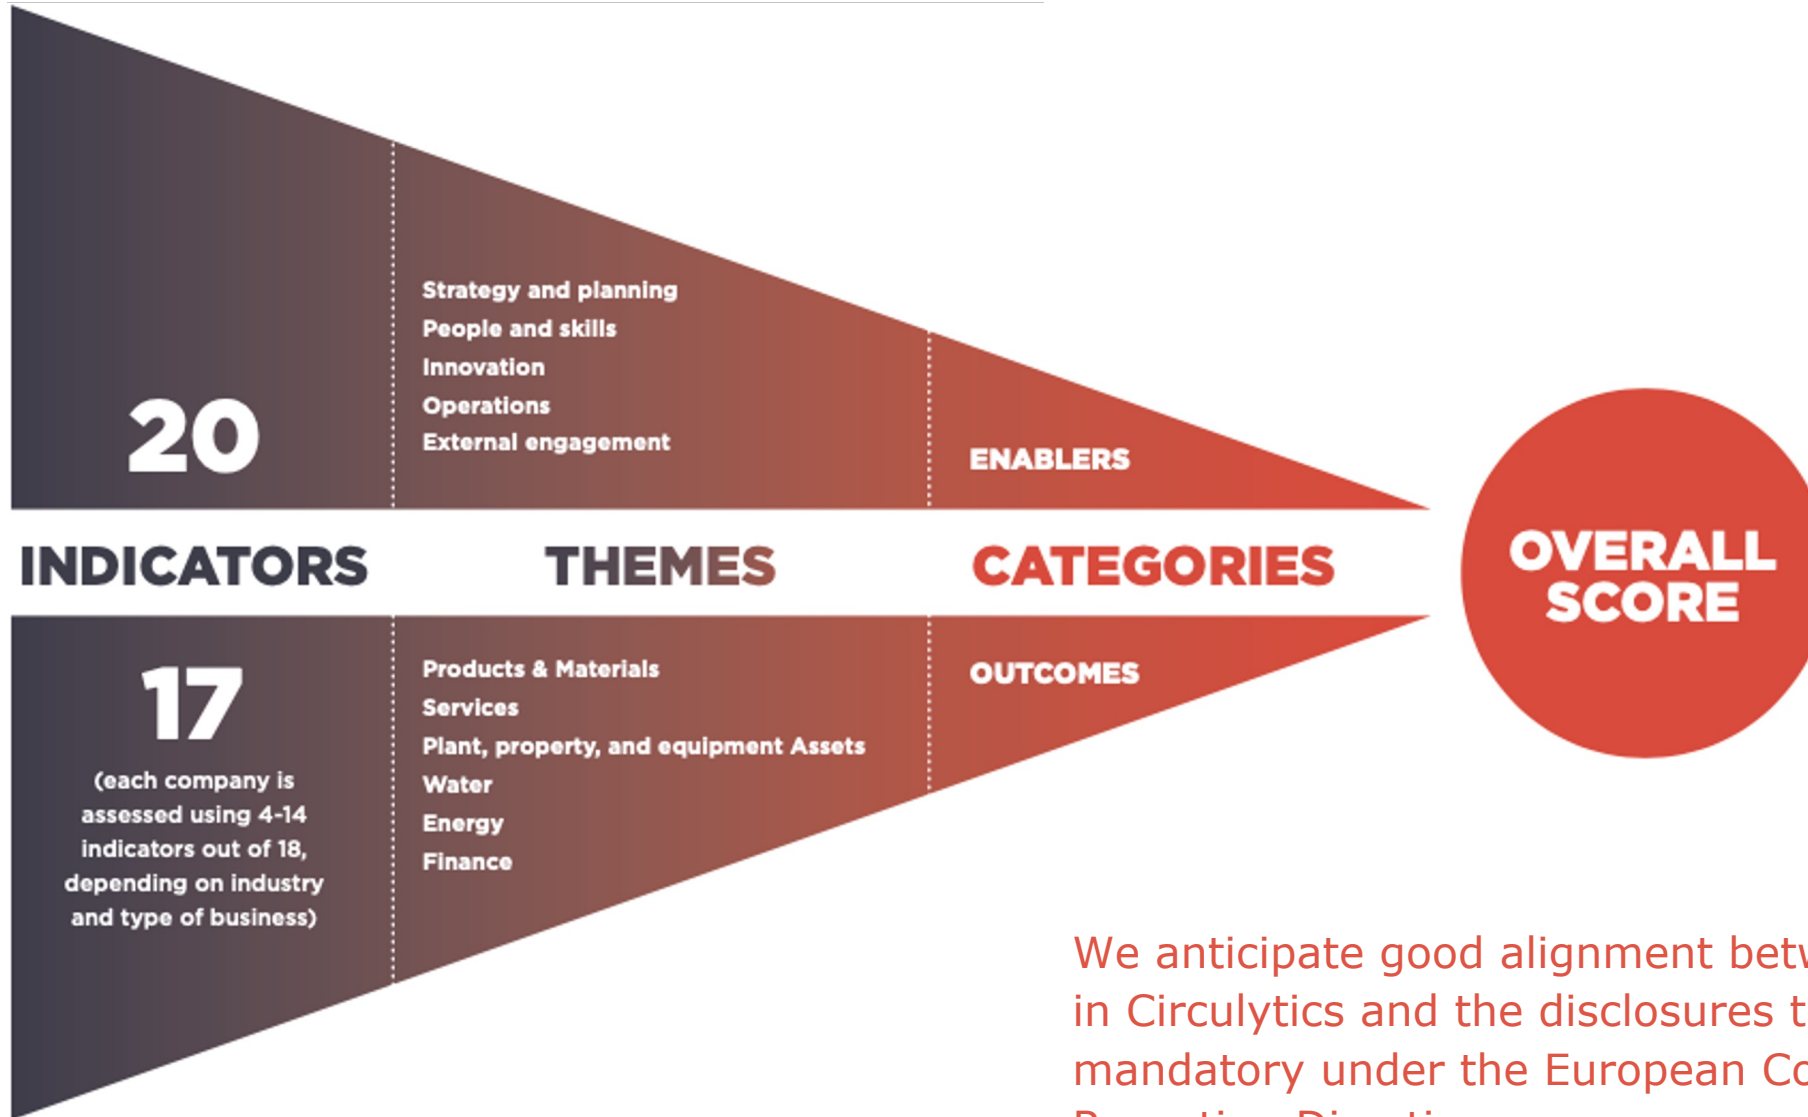 Strategy and planning
People and skills
Innovation
Operations
External engagement
20
ENABLERS
INDICATORS
THEMES
CATEGORIES
OVERALL
SCORE
17
(each company is
assessed using 4-14
indicators out of 18,
depending on industry
and type of business)
Products & Materials
Services
Plant, property, and equipment Assets
Water
Energy
Finance
OUTCOMES
We anticipate good alignment
in Circulytics and the disclosures
mandatory under the European